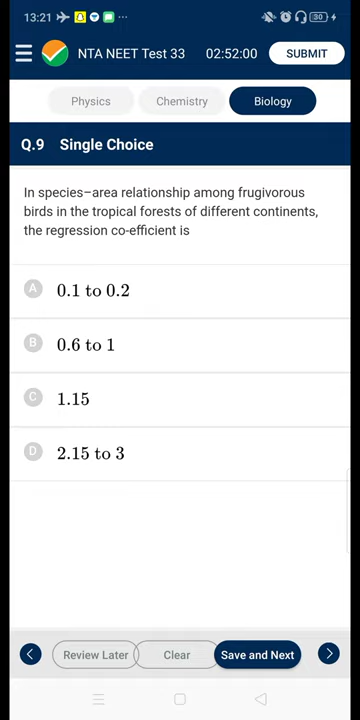 13:21 30
NTA NEET Test 33 02:52:00 SUBMIT
Physics Chemistry Biology
Q.9 Single Choice
In species–area relationship among frugivorous
birds in the tropical forests of different continents,
the regression co-efficient is
A 0.1 to 0.2
B 0.6 to 1
C 1.15
D 2.15 to 3
Review Later Clear Save and Next